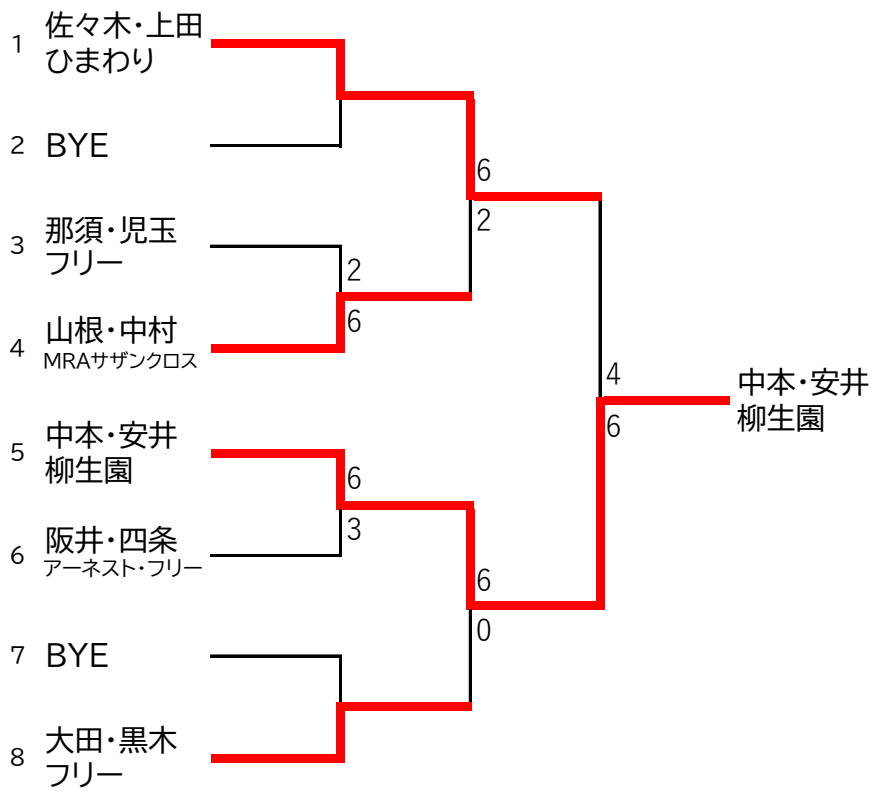 1
佐々木・上田
ひまわり
2
BYE
3
那須・児玉
フリー
4
山根・中村
MRAサザンクロス
5
中本・安井
柳生園
6
阪井・四条
アーネスト・フリー
7
BYE
8
大田・黒木
フリー
2
6
6
3
6
2
6
0
4
6
中本・安井
柳生園